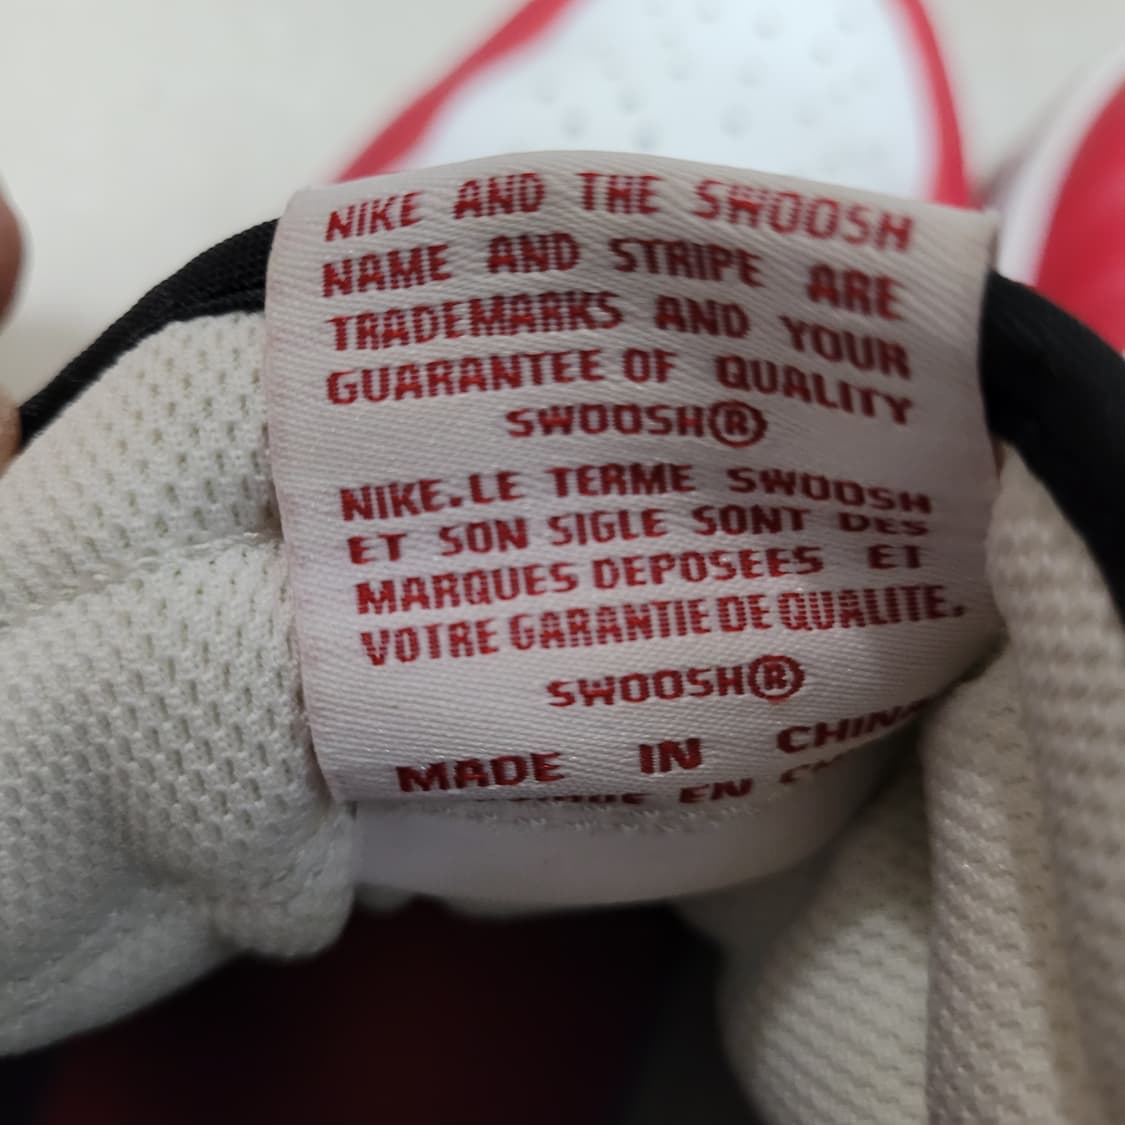 NIKE AND THE SWOOSH
NAME AND STRIPE ARE
TRADEMARKS AND YOUR
GUARANTEE OF QUALITY
SWOOSH®
NIKE.LE TERME SWOOSH
ET SON SIGLE SONT DES
MARQUES DEPOSEES ET
VOTRE GARANTIE DE QUALITE.
SWOOSH®
MADE IN CHINA
EN